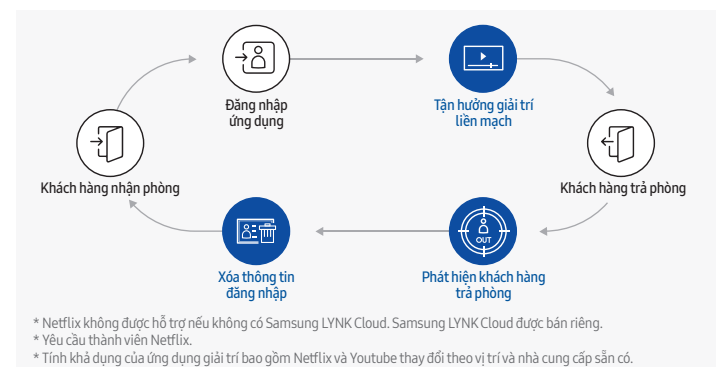 Đăng nhập
ứng dụng
Tận hưởng giải trí
liền mạch
Khách hàng nhận phòng
Khách hàng trả phòng
OUT
Xóa thông tin
đăng nhập
Phát hiện khách hàng
trả phòng
* Netflix không được hỗ trợ nếu không có Samsung LYNK Cloud. Samsung LYNK Cloud được bán riêng.
* Yêu cầu thành viên Netflix.
* Tính khả dụng của ứng dụng giải trí bao gồm Netflix và Youtube thay đổi theo vị trí và nhà cung cấp sẵn có.